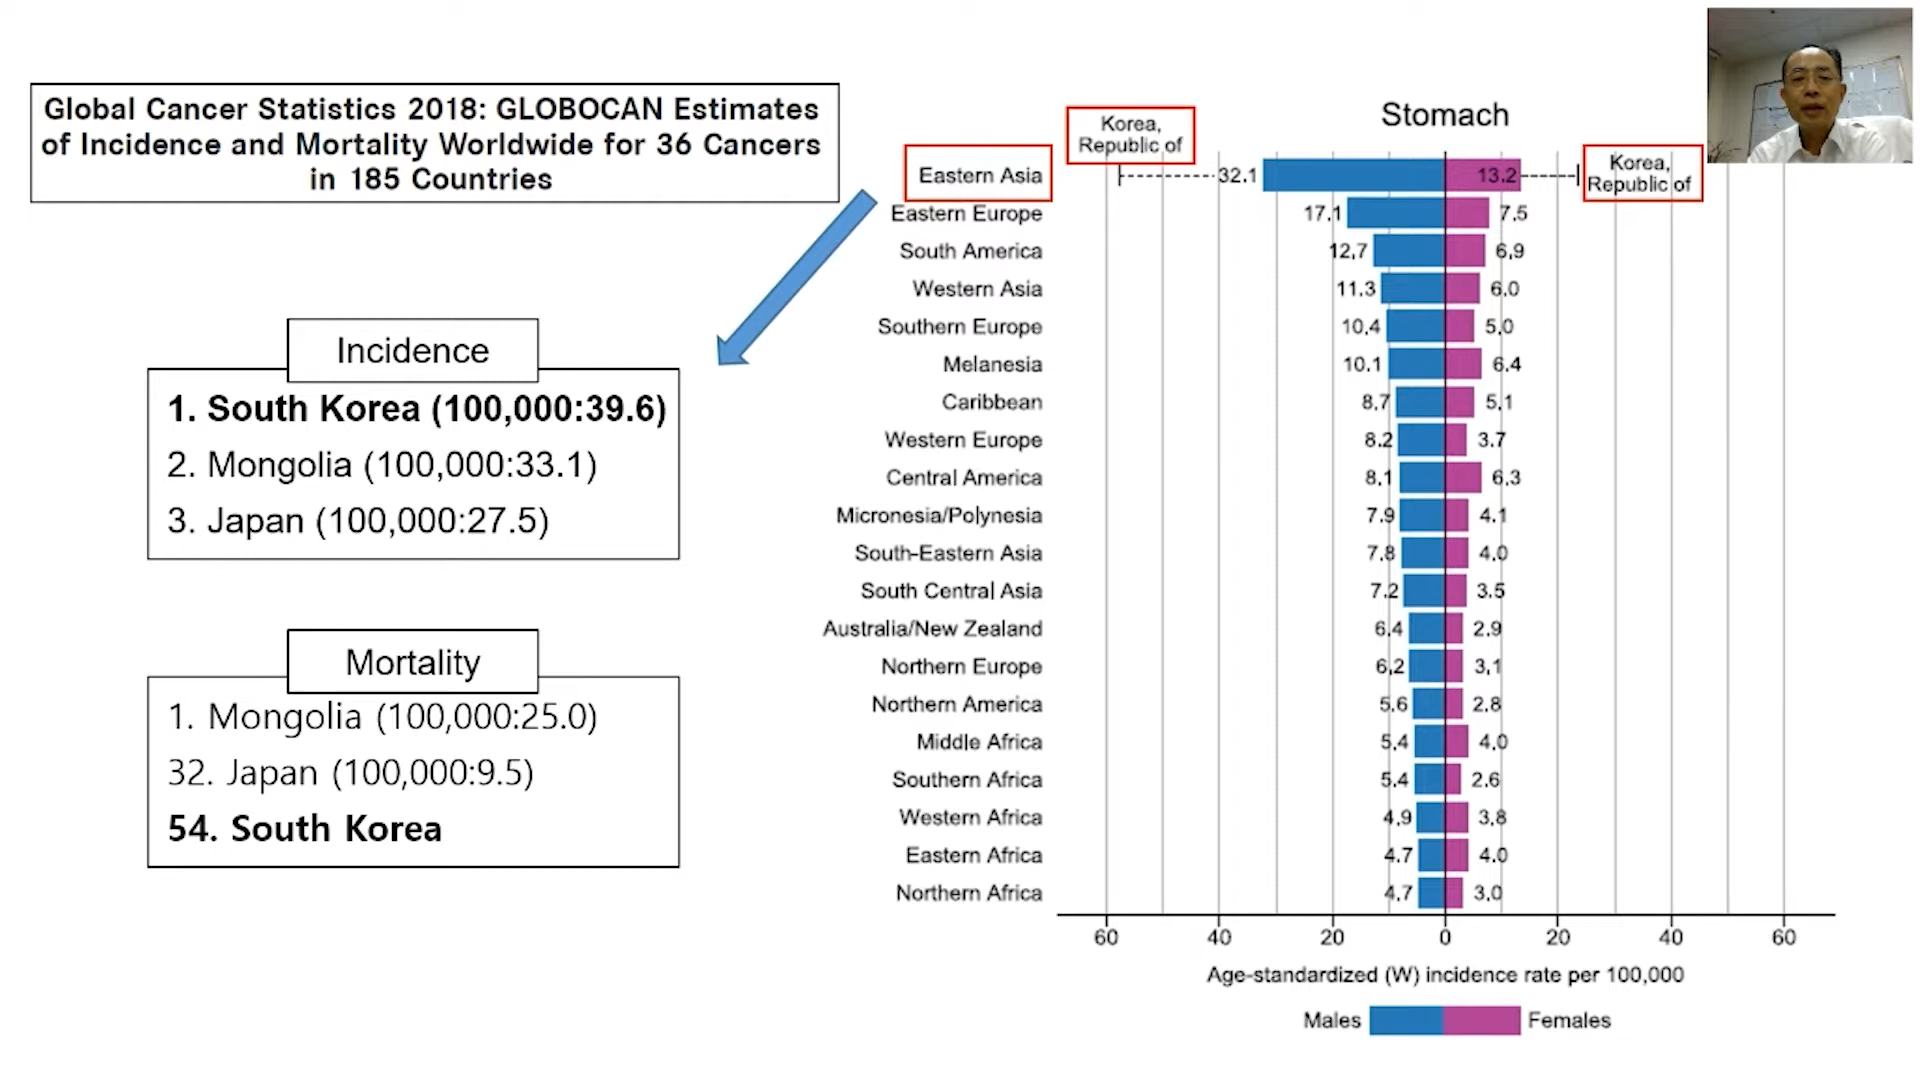 Global Cancer Statistics 2018: GLOBOCAN Estimates
of Incidence and Mortality Worldwide for 36 Cancers
in 185 Countries
Incidence
1. South Korea (100,000:39.6)
2. Mongolia (100,000:33.1)
3. Japan (100,000:27.5)
Mortality
1. Mongolia (100,000:25.0)
32. Japan (100,000:9.5)
54. South Korea
Stomach
Korea,
Republic of
Korea,
Republic of
Eastern Asia 32.1 13.2
Eastern Europe 17.1 7.5
South America 12.7 6.9
Western Asia 11.3 6.0
Southern Europe 10.4 5.0
Melanesia 10.1 6.4
Caribbean 8.7 5.1
Western Europe 8.2 3.7
Central America 8.1 6.3
Micronesia/Polynesia 7.9 4.1
South-Eastern Asia 7.8 4.0
South Central Asia 7.2 3.5
Australia/New Zealand 6.4 2.9
Northern Europe 6.2 3.1
Northern America 5.6 2.8
Middle Africa 5.4 4.0
Southern Africa 5.4 2.6
Western Africa 4.9 3.8
Eastern Africa 4.7 4.0
Northern Africa 4.7 3.0
60 40 20 0 20 40 60
Age-standardized (W) incidence rate per 100,000
Males Females